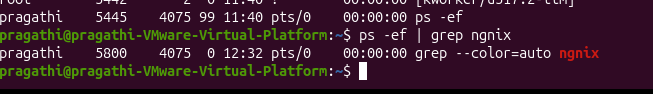 pragathi 5445 4075 99 11:40 pts/0 00:00:00 ps -ef
pragathi@pragathi-VMware-Virtual-Platform:~$ ps -ef | grep ngnix
pragathi 5800 4075 0 12:32 pts/0 00:00:00 grep --color=auto ngnix
pragathi@pragathi-VMware-Virtual-Platform:~$